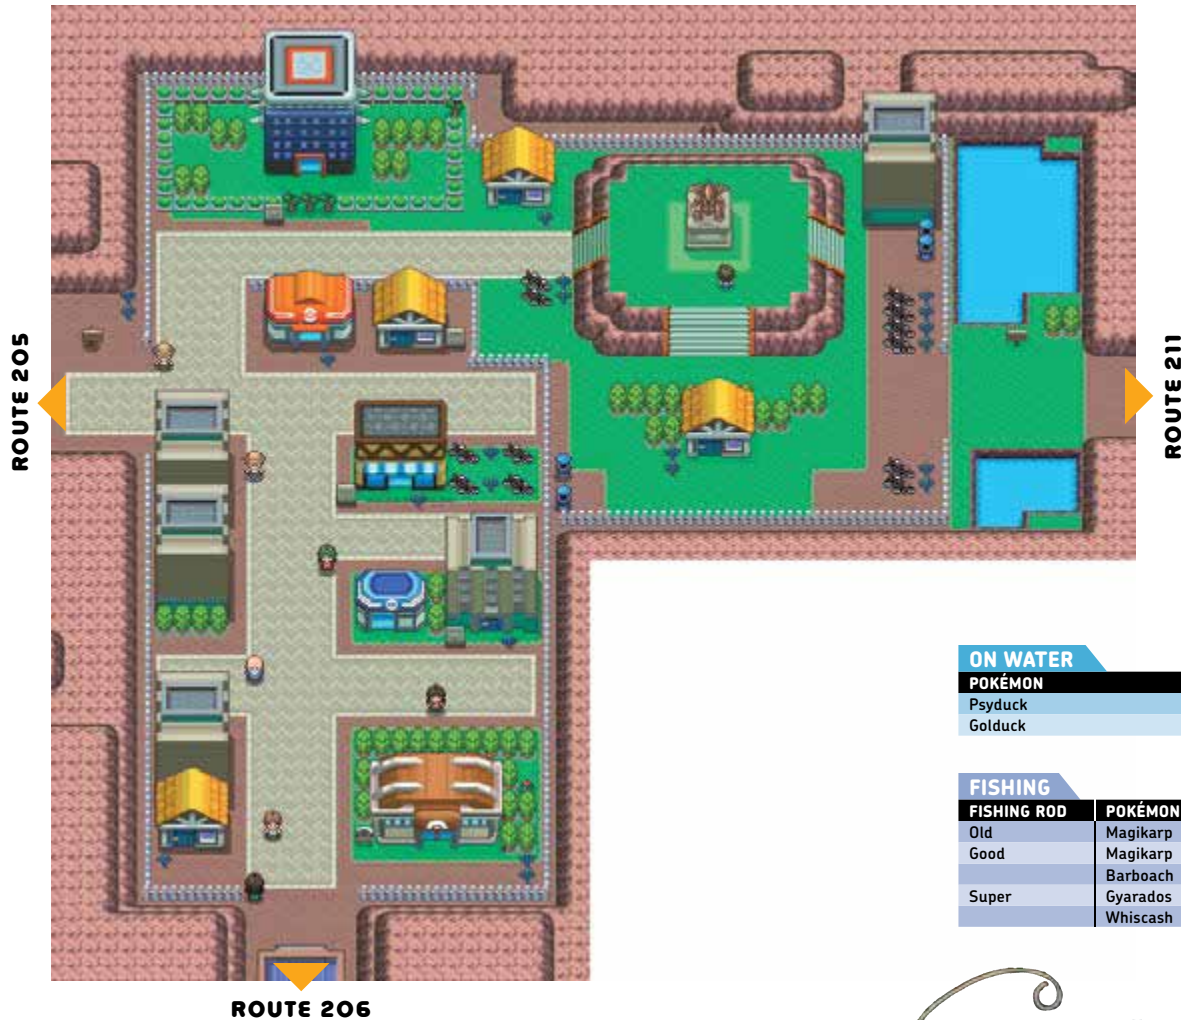 ROUTE 205
ROUTE 211
ON WATER
POKÉMON
Psyduck
Golduck
FISHING
FISHING ROD POKÉMON
Old Magikarp
Good Magikarp
Barboach
Super Gyarados
Whiscash
ROUTE 206